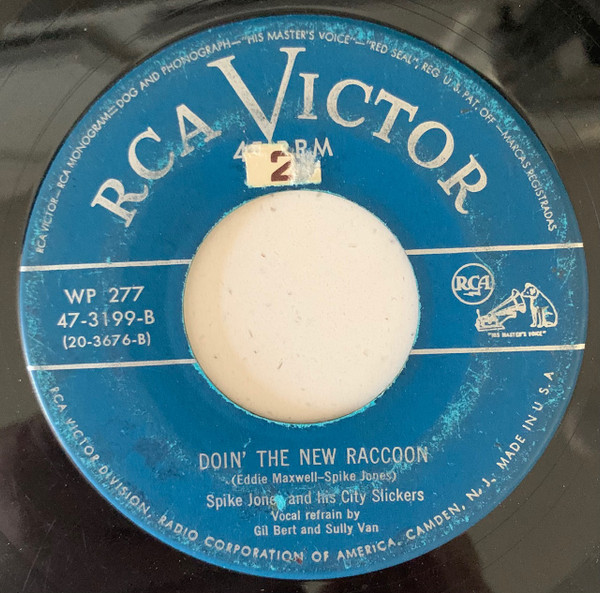 RCA VICTOR—RCA MONOGRAM—DOG AND PHONOGRAPH—"HIS MASTER'S VOICE"—"RED SEAL", REG. U.S. PAT. OFF.—MARCAS REGISTRADAS
RCA VICTOR
45 RPM
2
WP 277
47-3199-B
(20-3676-B)
RCA
"HIS MASTER'S VOICE"
DOIN' THE NEW RACCOON
(Eddie Maxwell-Spike Jones)
Spike Jones and his City Slickers
Vocal refrain by
Gil Bert and Sully Van
RCA VICTOR DIVISION, RADIO CORPORATION OF AMERICA, CAMDEN, N. J. MADE IN U.S.A